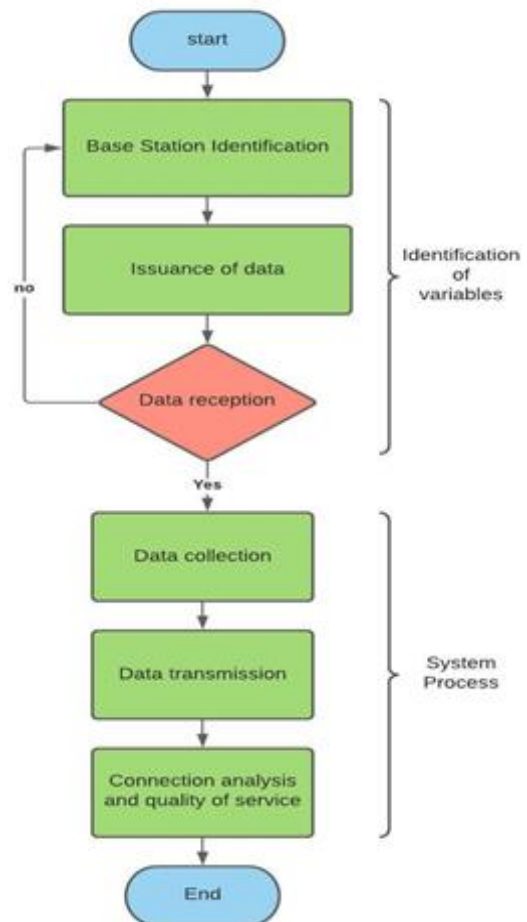 start
Base Station Identification
Issuance of data
no
Identification
of
variables
Data reception
Yes
Data collection
Data transmission
System
Process
Connection analysis
and quality of service
End